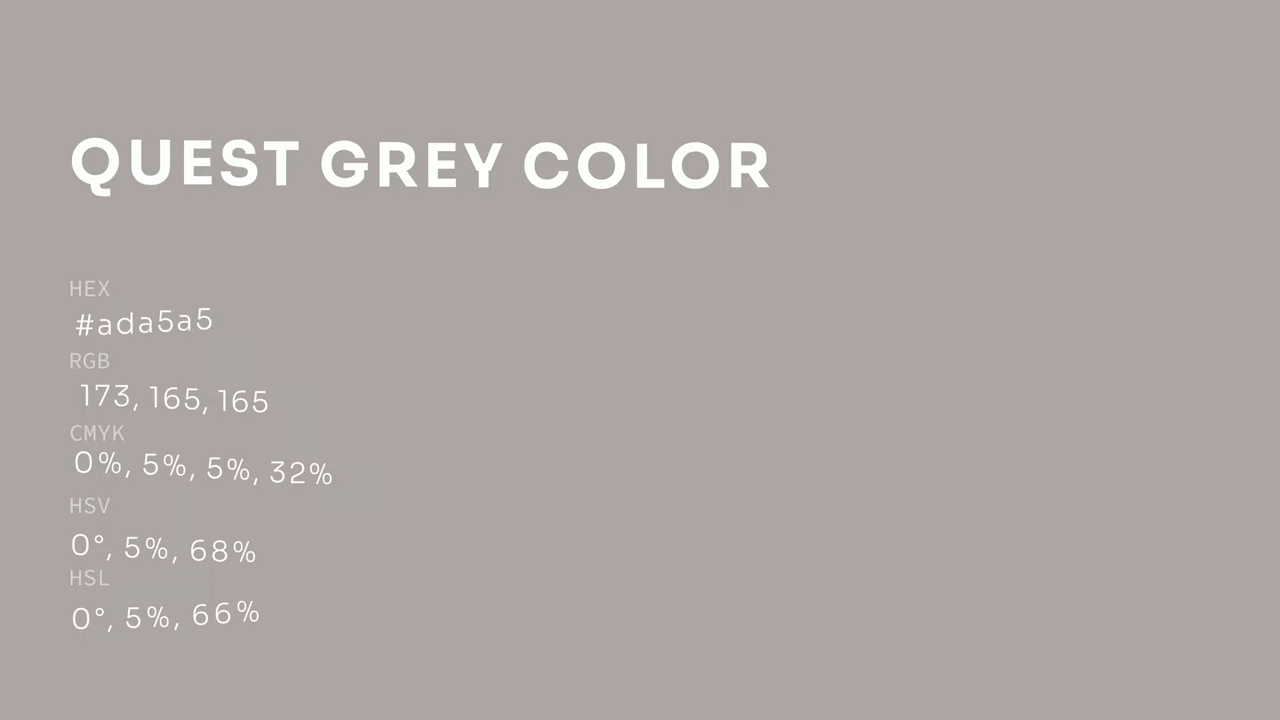 QUEST GREY COLOR
HEX
#ada5a5
RGB
173, 165, 165
CMYK
0%, 5%, 5%, 32%
HSV
0°, 5%, 68%
HSL
0°, 5%, 66%